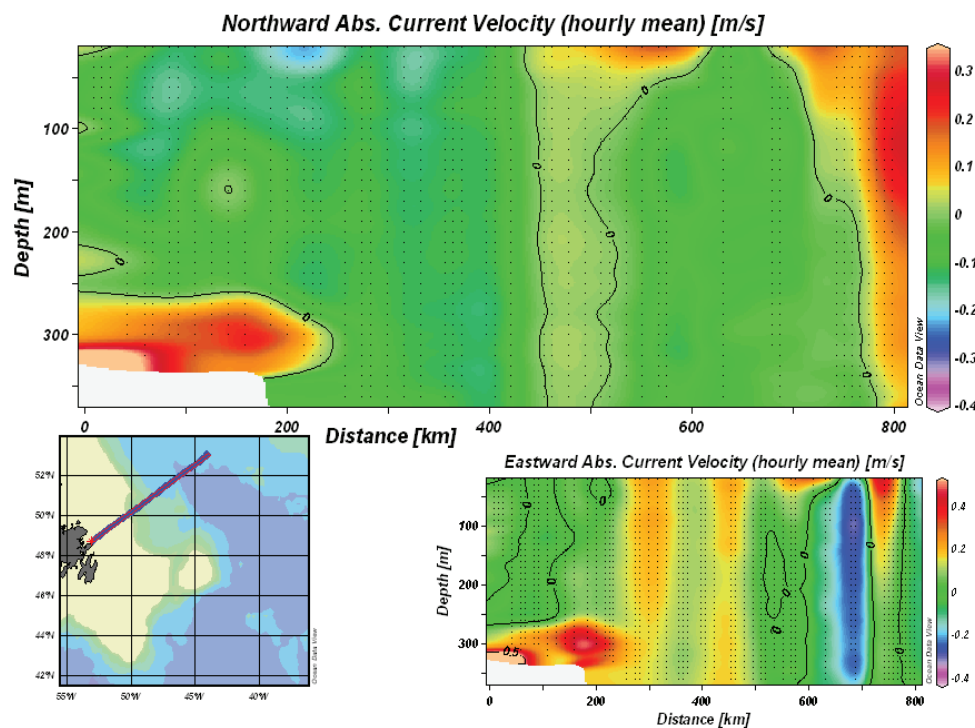 Northward Abs. Current Velocity (hourly mean) [m/s]
Depth [m]
100
200
300
0
0
0
0
0
0
0
0
0
0
200
400
600
800
Distance [km]
0.3
0.2
0.1
0
-0.1
-0.2
-0.3
-0.4
Ocean Data View
52°N
50°N
48°N
46°N
44°N
42°N
55°W
50°W
45°W
40°W
Ocean Data View
Eastward Abs. Current Velocity (hourly mean) [m/s]
Depth [m]
100
200
300
0
0
0
0
0
0
0
0
0
0.5
0
200
400
600
800
Distance [km]
0.4
0.2
0
-0.2
-0.4
Ocean Data View